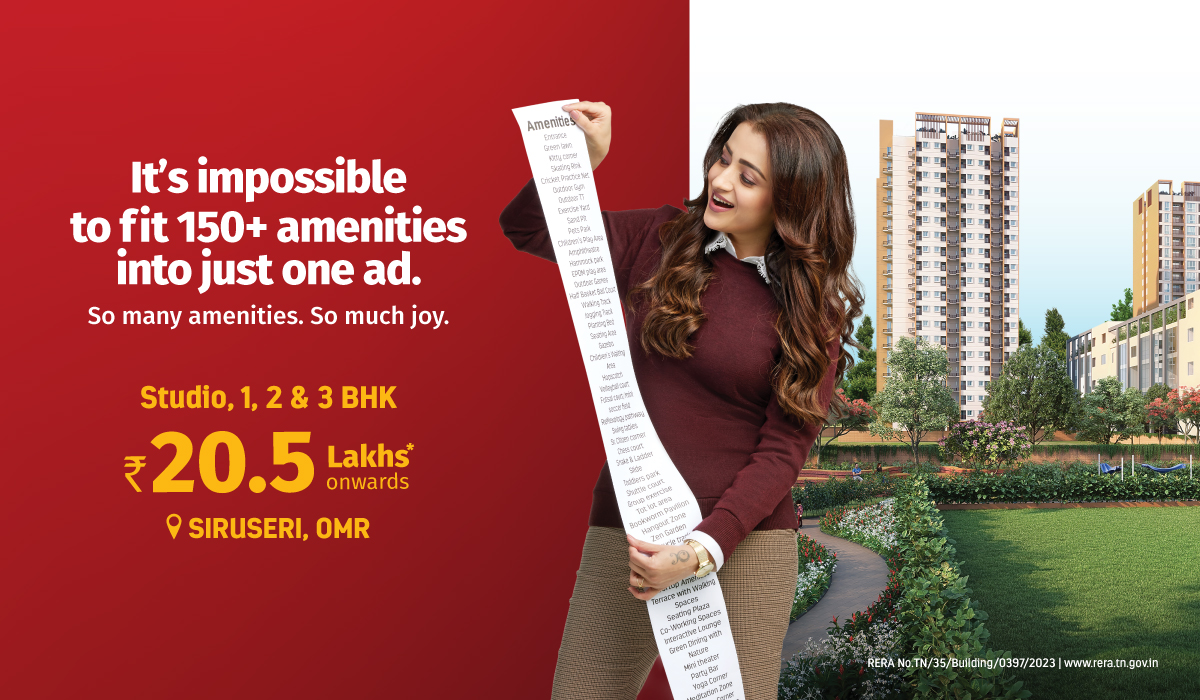 It's impossible
to fit 150+ amenities
into just one ad.
So many amenities. So much joy.
Studio, 1, 2 & 3 BHK
₹20.5 Lakhs*
onwards
SIRUSERI, OMR
Amenities
Entrance
Green lawn
Kitty corner
Skating Rink
Cricket Practice Net
Outdoor Gym
Outdoor TT
Exercise Yard
Sand Pit
Pets Park
Children's Play Area
Amphitheatre
Hammock park
EPDM play area
Outdoor Games
Half Basket Ball Court
Walking Track
Jogging Track
Planting Bed
Seating Area
Gazebo
Children's Waiting
Area
Hopscotch
Volleyball court
Futsal court/mini
soccer field
Reflexology pathway
Swing tables
Sr.Citizen corner
Chess court
Snake & Ladder
Slide
Toddlers park
Shuttle court
Group exercise
Tot lot area
Bookworm Pavilion
Hangout Zone
Zen Garden
Terrace with Walking
Spaces
Seating Plaza
Co-Working Spaces
Interactive Lounge
Green Dining with
Nature
Mini theater
Party Bar
Yoga Corner
Meditation Zone
corner
RERA No.TN/35/Building/0397/2023 | www.rera.tn.gov.in